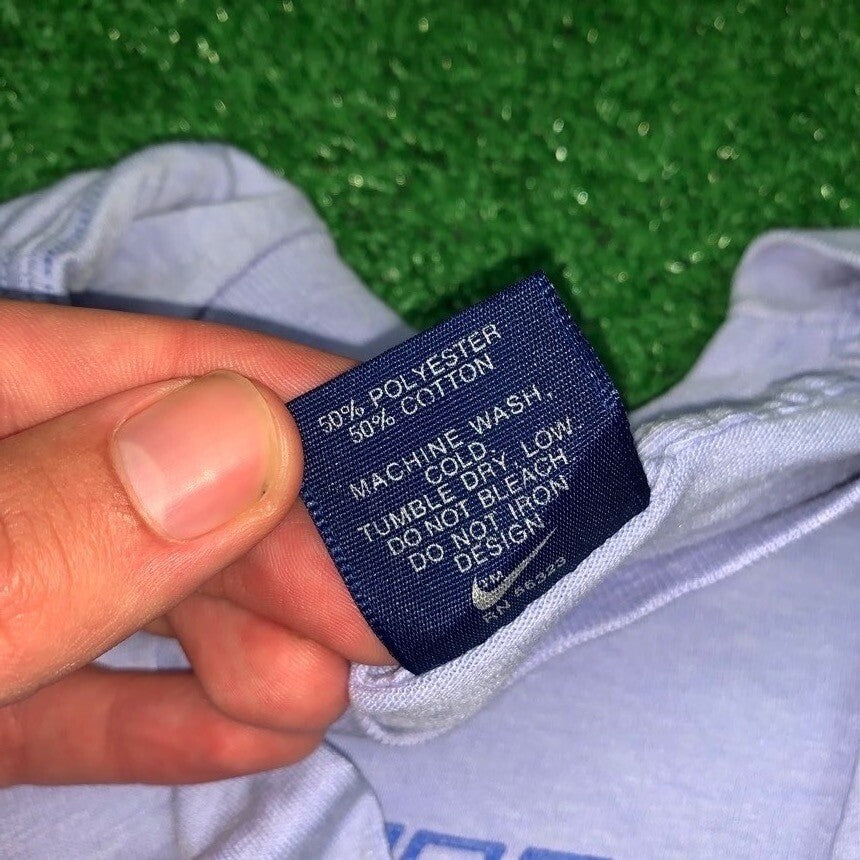 50% POLYESTER
50% COTTON
MACHINE WASH,
COLD.
TUMBLE DRY, LOW.
DO NOT BLEACH
DO NOT IRON
DESIGN
TM
RN 56323